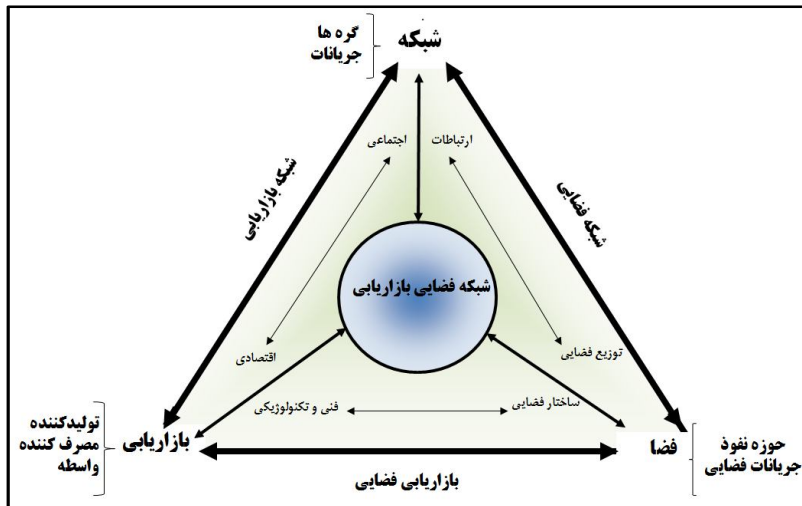 گره ها
جریانات
شبکه
اجتماعی
ارتباطات
شبکه بازاریابی
شبکه فضایی
شبکه فضایی بازاریابی
اقتصادی
توزیع فضایی
فنی و تکنولوژیکی
ساختار فضایی
تولیدکننده
مصرف کننده
واسطه
بازاریابی
فضا
حوزه نفوذ
جریانات فضایی
بازاریابی فضایی